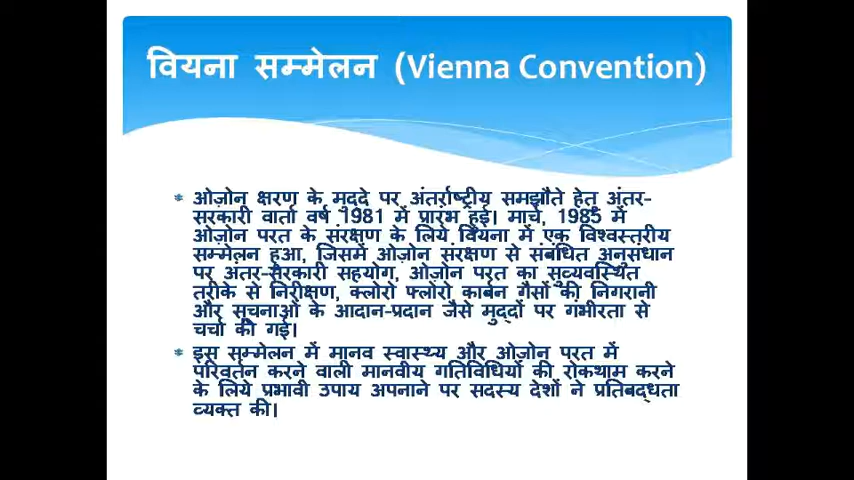 वियना सम्मेलन (Vienna Convention)
ओज़ोन क्षरण के मुद्दे पर अंतर्राष्ट्रीय समझौते हेतु अंतर-
सरकारी वार्ता वर्ष 1981 में प्रारंभ हुई। मार्च, 1985 में
ओज़ोन परत के संरक्षण के लिये वियना में एक विश्वस्तरीय
सम्मेलन हुआ, जिसमें ओज़ोन संरक्षण से संबंधित अनुसंधान
पर अंतर-सरकारी सहयोग, ओज़ोन परत का सुव्यवस्थित
तरीके से निरीक्षण, क्लोरो फ्लोरो कार्बन गैसों की निगरानी
और सूचनाओं के आदान-प्रदान जैसे मुद्दों पर गंभीरता से
चर्चा की गई।
इस सम्मेलन में मानव स्वास्थ्य और ओज़ोन परत में
परिवर्तन करने वाली मानवीय गतिविधियों की रोकथाम करने
के लिये प्रभावी उपाय अपनाने पर सदस्य देशों ने प्रतिबद्धता
व्यक्त की।